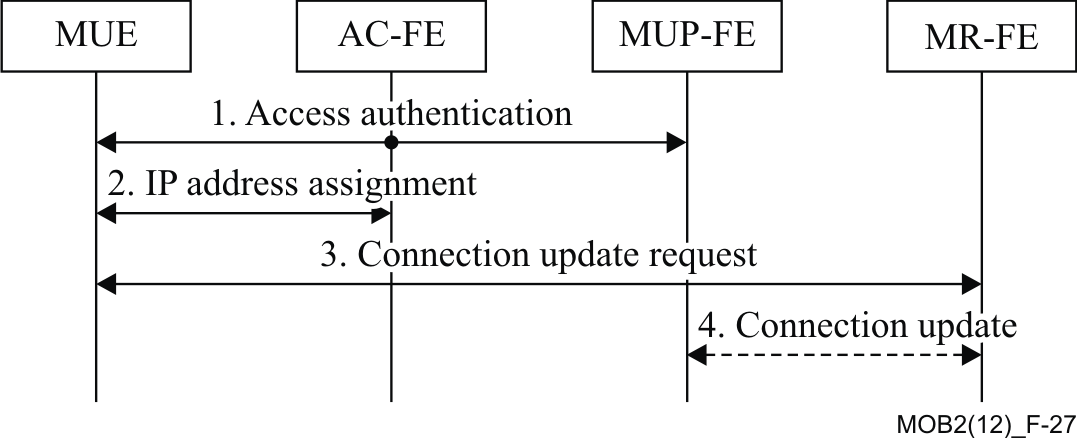 MUE
AC-FE
MUP-FE
MR-FE
1. Access authentication
2. IP address assignment
3. Connection update request
4. Connection update
MOB2(12)_F-27